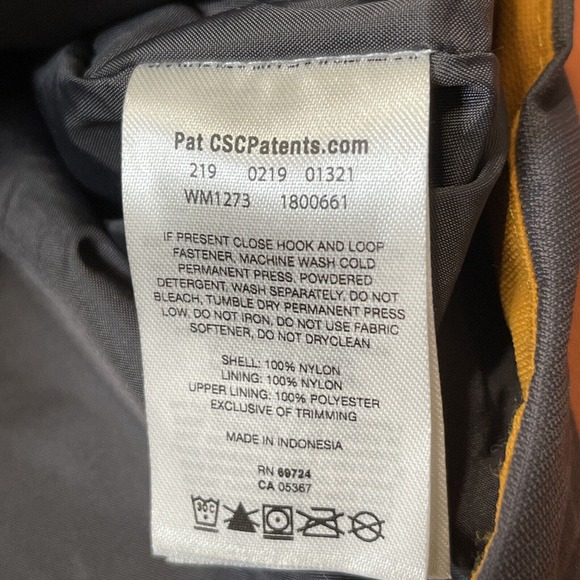 Pat CSCPatents.com
219 0219 01321
WM1273 1800661
IF PRESENT CLOSE HOOK AND LOOP
FASTENER, MACHINE WASH COLD
PERMANENT PRESS, POWDERED
DETERGENT, WASH SEPARATELY, DO NOT
BLEACH, TUMBLE DRY PERMANENT PRESS
LOW, DO NOT IRON, DO NOT USE FABRIC
SOFTENER, DO NOT DRYCLEAN
SHELL: 100% NYLON
LINING: 100% NYLON
UPPER LINING: 100% POLYESTER
EXCLUSIVE OF TRIMMING
MADE IN INDONESIA
RN 69724
CA 05367
30C